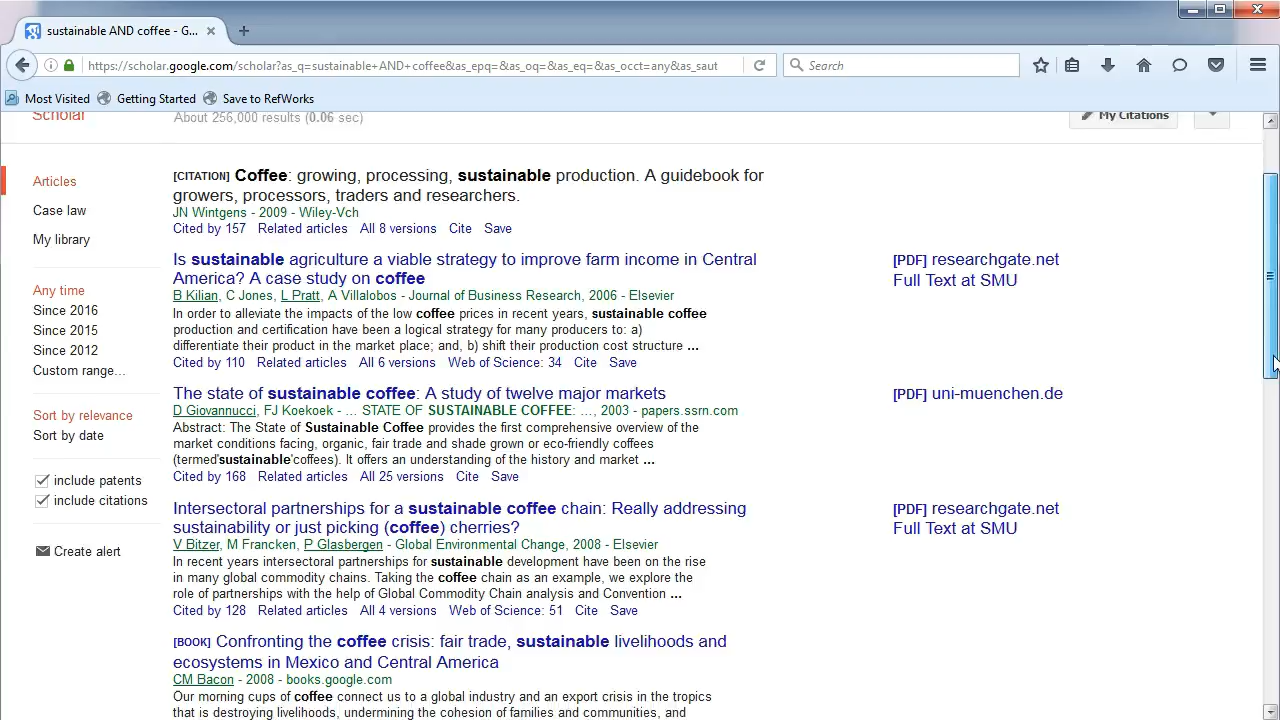 sustainable AND coffee - G...
https://scholar.google.com/scholar?as_q=sustainable+AND+coffee&as_epq=&as_oq=&as_eq=&as_occt=any&as_saut
Search
Most Visited Getting Started Save to RefWorks
Scholar
About 256,000 results (0.06 sec)
My Citations
Articles
Case law
My library
Any time
Since 2016
Since 2015
Since 2012
Custom range...
Sort by relevance
Sort by date
include patents
include citations
Create alert
[CITATION] Coffee: growing, processing, sustainable production. A guidebook for
growers, processors, traders and researchers.
JN Wintgens - 2009 - Wiley-Vch
Cited by 157 Related articles All 8 versions Cite Save
Is sustainable agriculture a viable strategy to improve farm income in Central
America? A case study on coffee
B Kilian, C Jones, L Pratt, A Villalobos - Journal of Business Research, 2006 - Elsevier
In order to alleviate the impacts of the low coffee prices in recent years, sustainable coffee
production and certification have been a logical strategy for many producers to: a)
differentiate their product in the market place; and, b) shift their production cost structure ...
Cited by 110 Related articles All 6 versions Web of Science: 34 Cite Save
[PDF] researchgate.net
Full Text at SMU
The state of sustainable coffee: A study of twelve major markets
D Giovannucci, FJ Koekoek - ... STATE OF SUSTAINABLE COFFEE: ..., 2003 - papers.ssrn.com
Abstract: The State of Sustainable Coffee provides the first comprehensive overview of the
market conditions facing, organic, fair trade and shade grown or eco-friendly coffees
(termed'sustainable'coffees). It offers an understanding of the history and market ...
Cited by 168 Related articles All 25 versions Cite Save
[PDF] uni-muenchen.de
Intersectoral partnerships for a sustainable coffee chain: Really addressing
sustainability or just picking (coffee) cherries?
V Bitzer, M Francken, P Glasbergen - Global Environmental Change, 2008 - Elsevier
In recent years intersectoral partnerships for sustainable development have been on the rise
in many global commodity chains. Taking the coffee chain as an example, we explore the
role of partnerships with the help of Global Commodity Chain analysis and Convention ...
Cited by 128 Related articles All 4 versions Web of Science: 51 Cite Save
[PDF] researchgate.net
Full Text at SMU
[BOOK] Confronting the coffee crisis: fair trade, sustainable livelihoods and
ecosystems in Mexico and Central America
CM Bacon - 2008 - books.google.com
Our morning cups of coffee connect us to a global industry and an export crisis in the tropics
that is destroying livelihoods, undermining the cohesion of families and communities, and